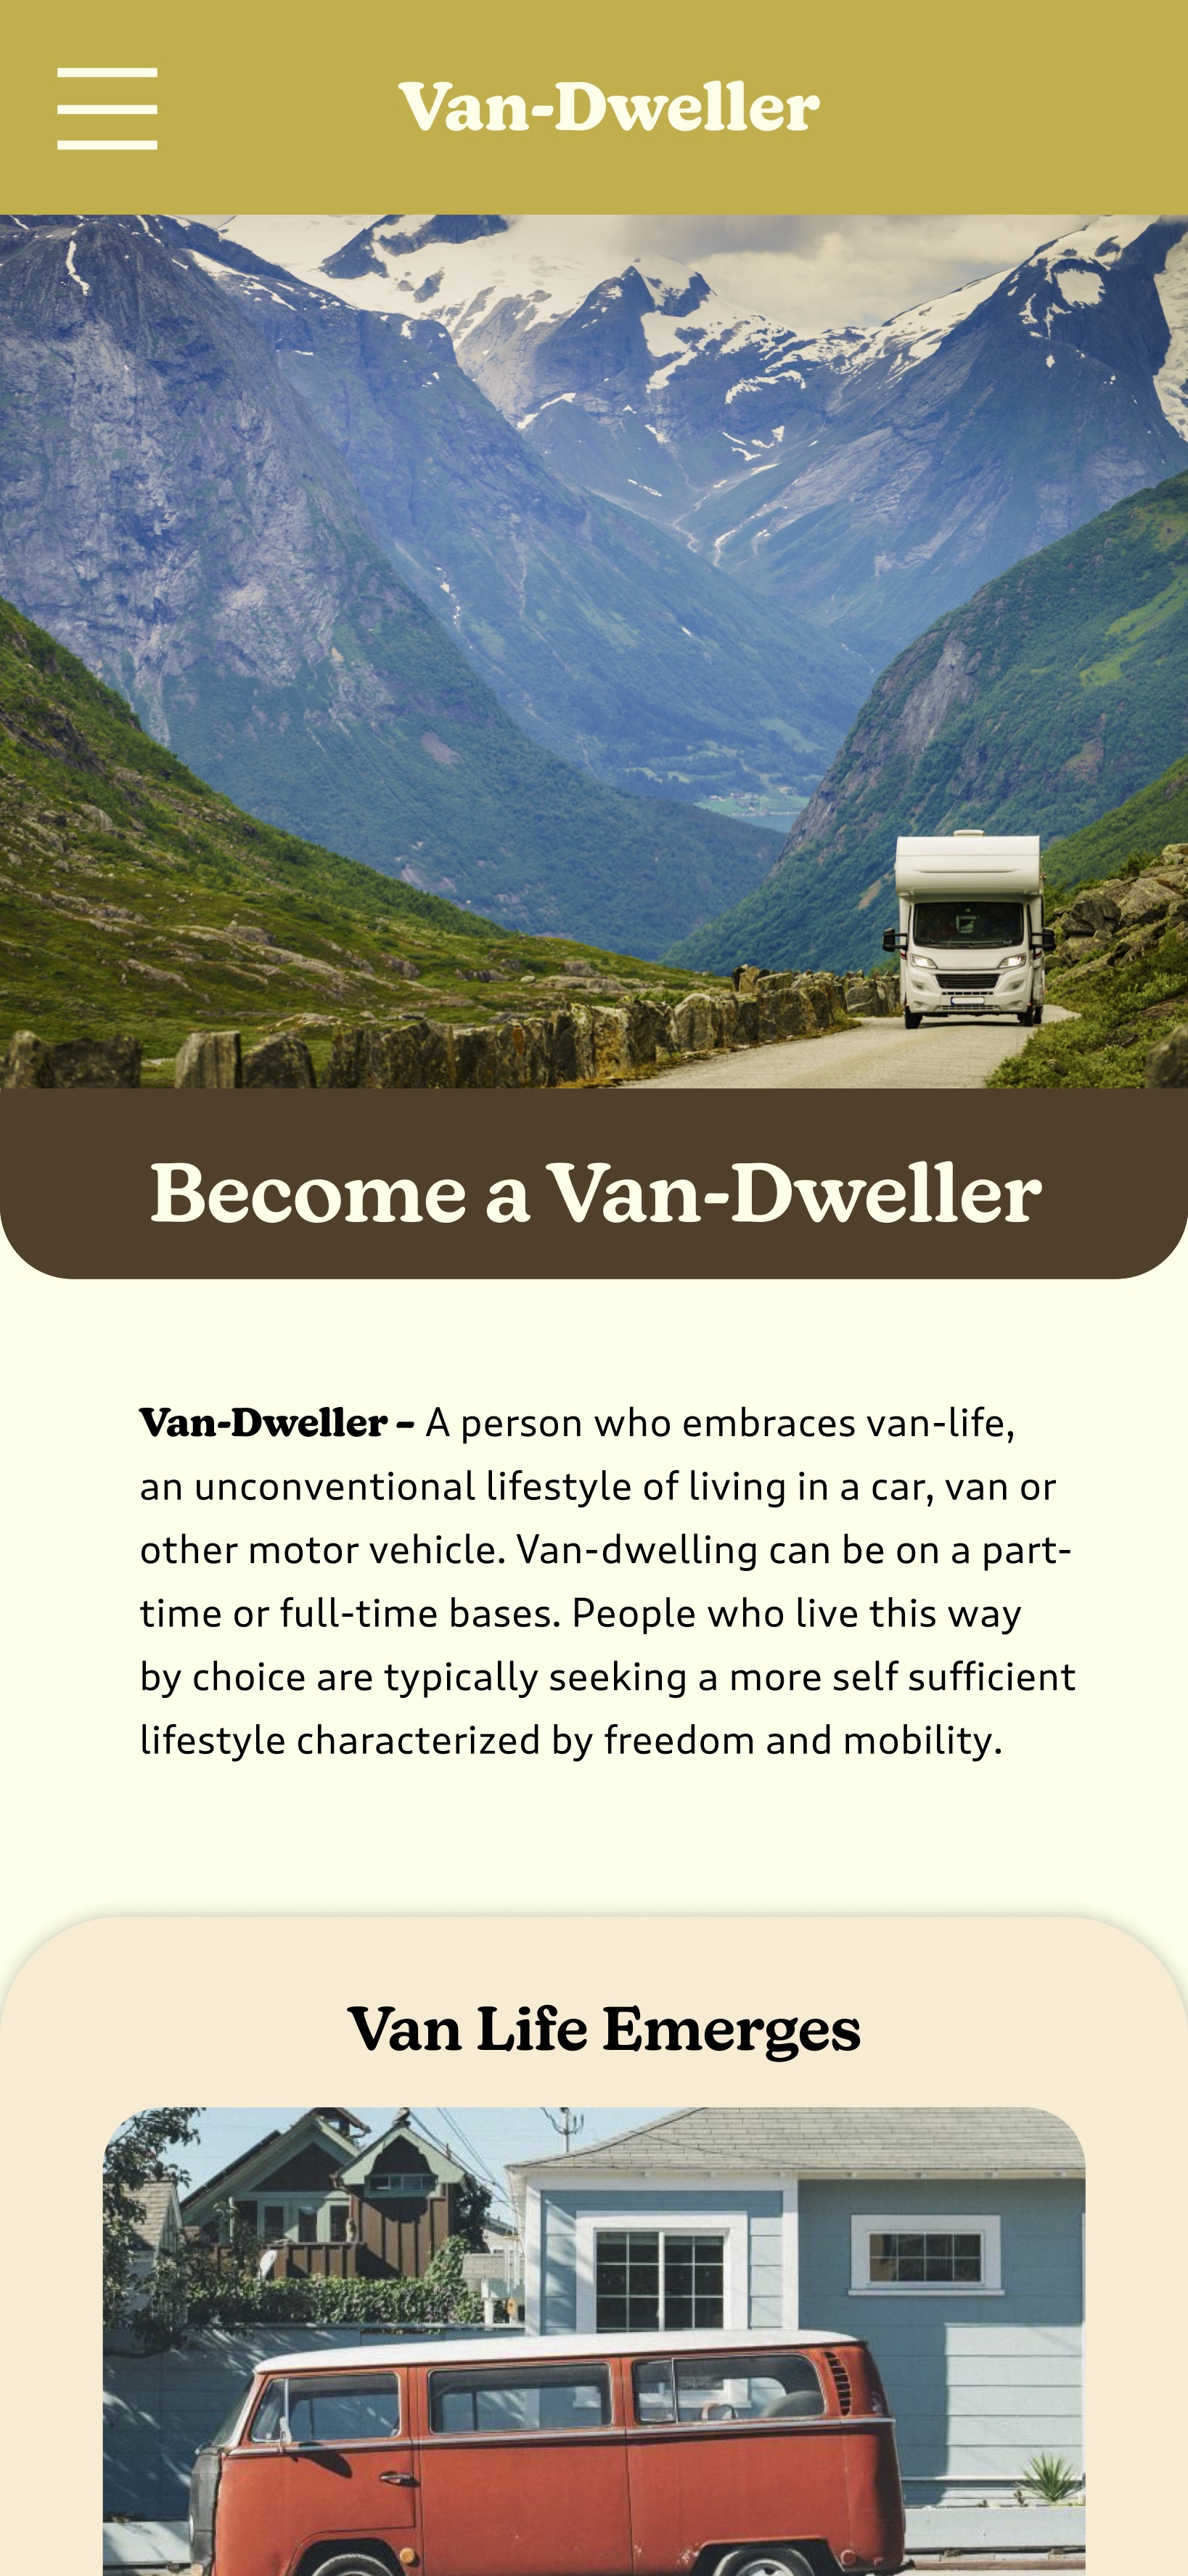 Van-Dweller
Become a Van-Dweller
Van-Dweller – A person who embraces van-life,
an unconventional lifestyle of living in a car, van or
other motor vehicle. Van-dwelling can be on a part-
time or full-time bases. People who live this way
by choice are typically seeking a more self sufficient
lifestyle characterized by freedom and mobility.
Van Life Emerges